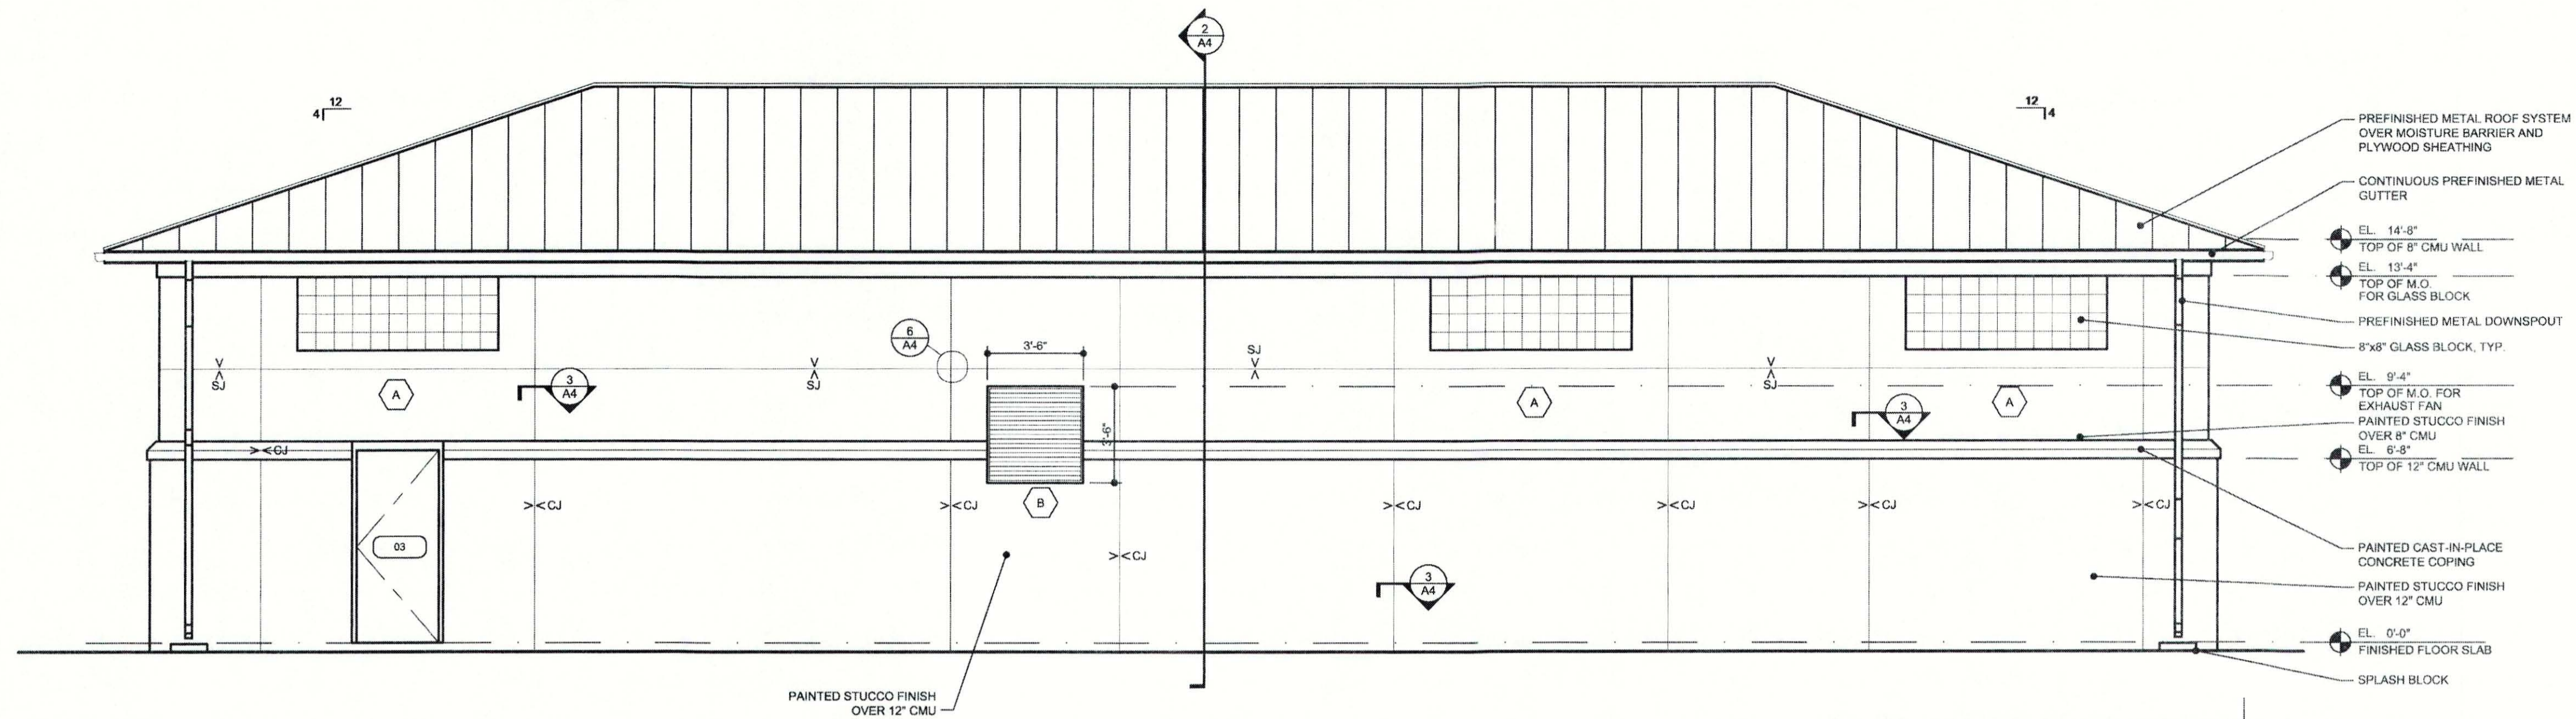 2
A4
12
4
12
4
PREFINISHED METAL ROOF SYSTEM
OVER MOISTURE BARRIER AND
PLYWOOD SHEATHING
CONTINUOUS PREFINISHED METAL
GUTTER
EL. 14'-8"
TOP OF 8" CMU WALL
EL. 13'-4"
TOP OF M.O.
FOR GLASS BLOCK
PREFINISHED METAL DOWNSPOUT
8"x8" GLASS BLOCK, TYP.
EL. 9'-4"
TOP OF M.O. FOR
EXHAUST FAN
PAINTED STUCCO FINISH
OVER 8" CMU
EL. 6'-8"
TOP OF 12" CMU WALL
PAINTED CAST-IN-PLACE
CONCRETE COPING
PAINTED STUCCO FINISH
OVER 12" CMU
EL. 0'-0"
FINISHED FLOOR SLAB
SPLASH BLOCK
6
A4
3'-6"
SJ
SJ
SJ
SJ
3
A4
A
A
A
3
A4
3'-6"
CJ
B
CJ
CJ
CJ
CJ
CJ
CJ
CJ
03
3
A4
PAINTED STUCCO FINISH
OVER 12" CMU